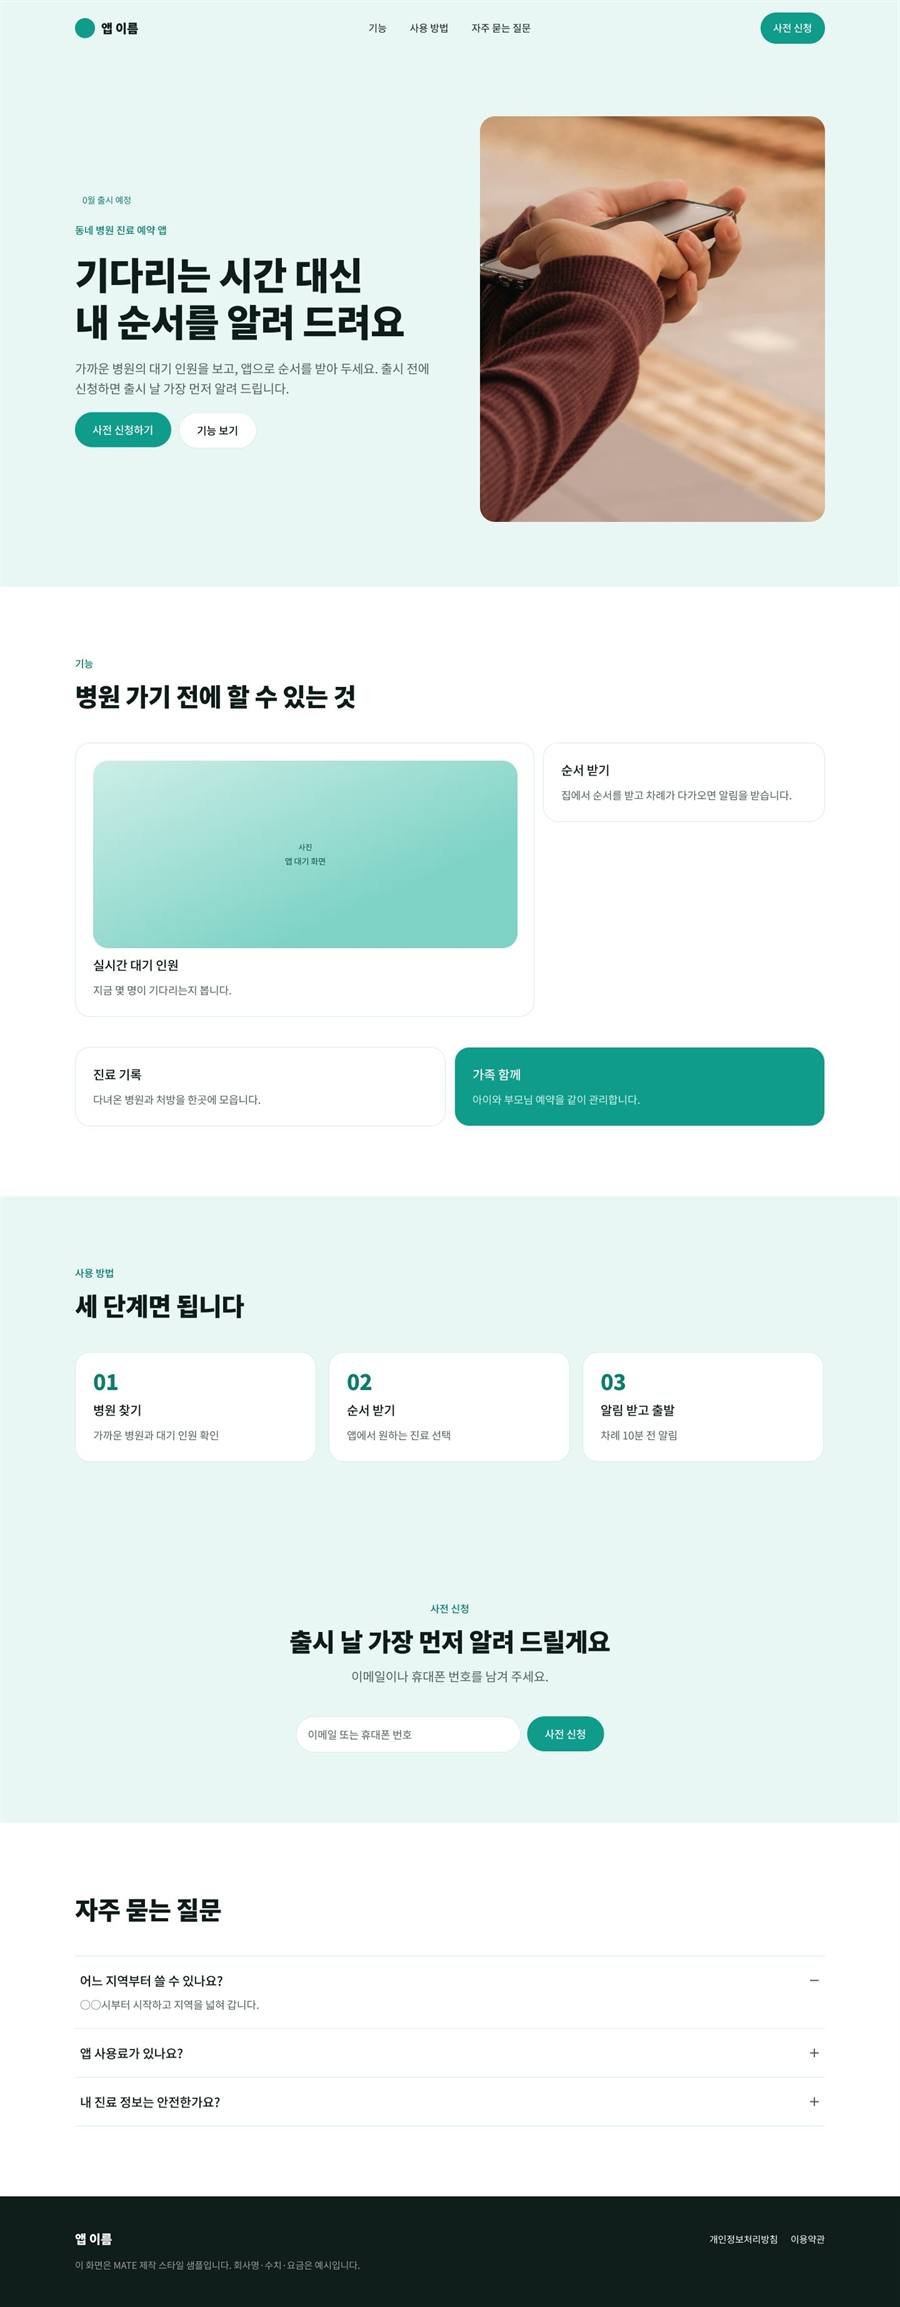 앱 이름
기능
사용 방법
자주 묻는 질문
사전 신청
0월 출시 예정
동네 병원 진료 예약 앱
기다리는 시간 대신
내 순서를 알려 드려요
가까운 병원의 대기 인원을 보고, 앱으로 순서를 받아 두세요. 출시 전에
신청하면 출시 날 가장 먼저 알려 드립니다.
사전 신청하기
기능 보기
기능
병원 가기 전에 할 수 있는 것
사진
앱 대기 화면
실시간 대기 인원
지금 몇 명이 기다리는지 봅니다.
순서 받기
집에서 순서를 받고 차례가 다가오면 알림을 받습니다.
진료 기록
다녀온 병원과 처방을 한곳에 모읍니다.
가족 함께
아이와 부모님 예약을 같이 관리합니다.
사용 방법
세 단계면 됩니다
01
병원 찾기
가까운 병원과 대기 인원 확인
02
순서 받기
앱에서 원하는 진료 선택
03
알림 받고 출발
차례 10분 전 알림
사전 신청
출시 날 가장 먼저 알려 드릴게요
이메일이나 휴대폰 번호를 남겨 주세요.
이메일 또는 휴대폰 번호
사전 신청
자주 묻는 질문
어느 지역부터 쓸 수 있나요?
〇〇시부터 시작하고 지역을 넓혀 갑니다.
앱 사용료가 있나요?
내 진료 정보는 안전한가요?
앱 이름
이 화면은 MATE 제작 스타일 샘플입니다. 회사명·수치·요금은 예시입니다.
개인정보처리방침
이용약관